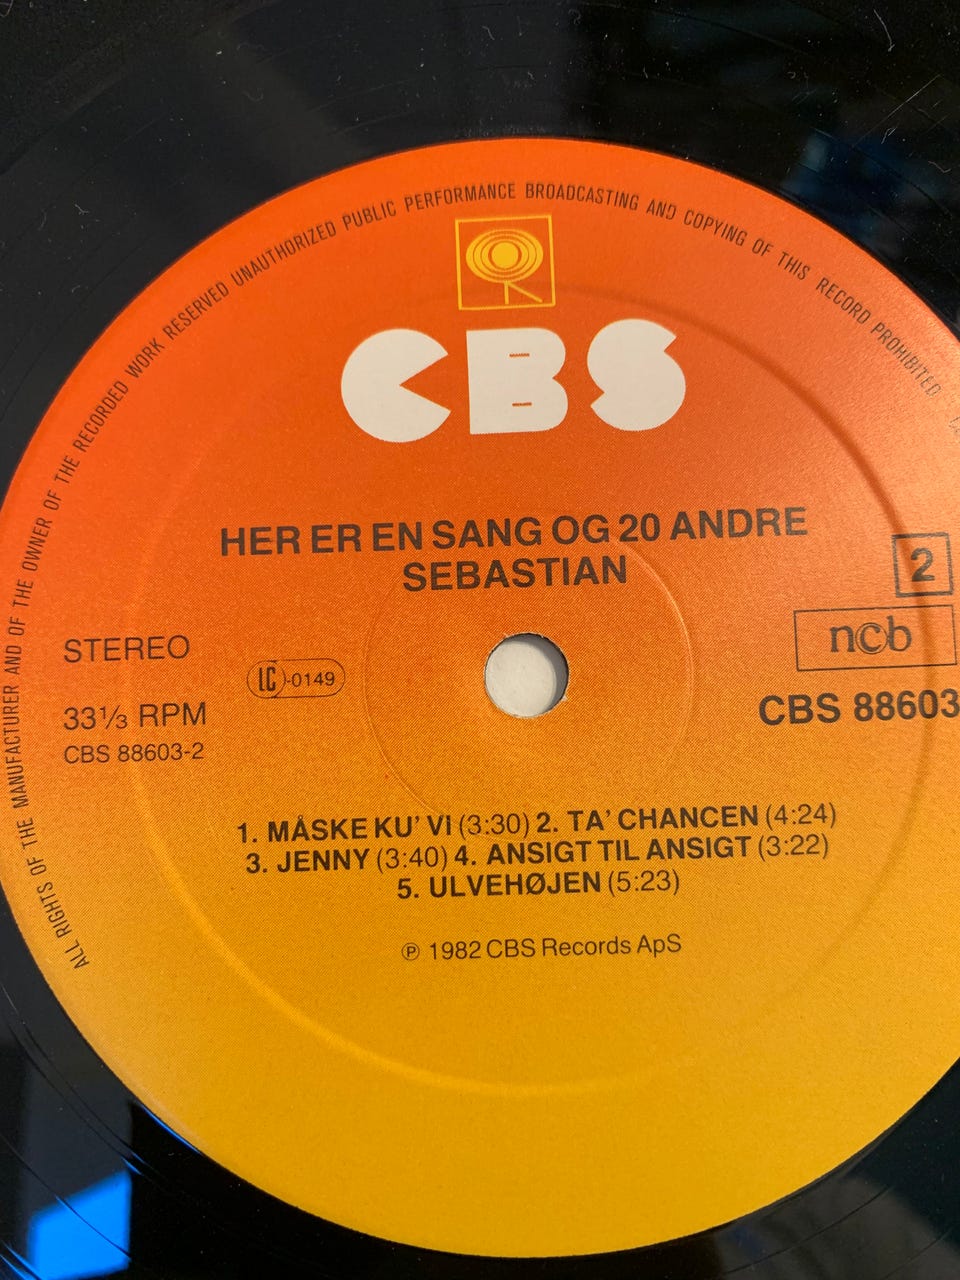 ALL RIGHTS OF THE MANUFACTURER AND OF THE OWNER OF THE RECORDED WORK RESERVED UNAUTHORIZED PUBLIC PERFORMANCE BROADCASTING AND COPYING OF THIS RECORD PROHIBITED
CBS
HER ER EN SANG OG 20 ANDRE
SEBASTIAN
2
STEREO
LC-0149
ncb
33⅓ RPM
CBS 88603
CBS 88603-2
1. MÅSKE KU' VI (3:30) 2. TA' CHANCEN (4:24)
3. JENNY (3:40) 4. ANSIGT TIL ANSIGT (3:22)
5. ULVEHØJEN (5:23)
℗ 1982 CBS Records ApS